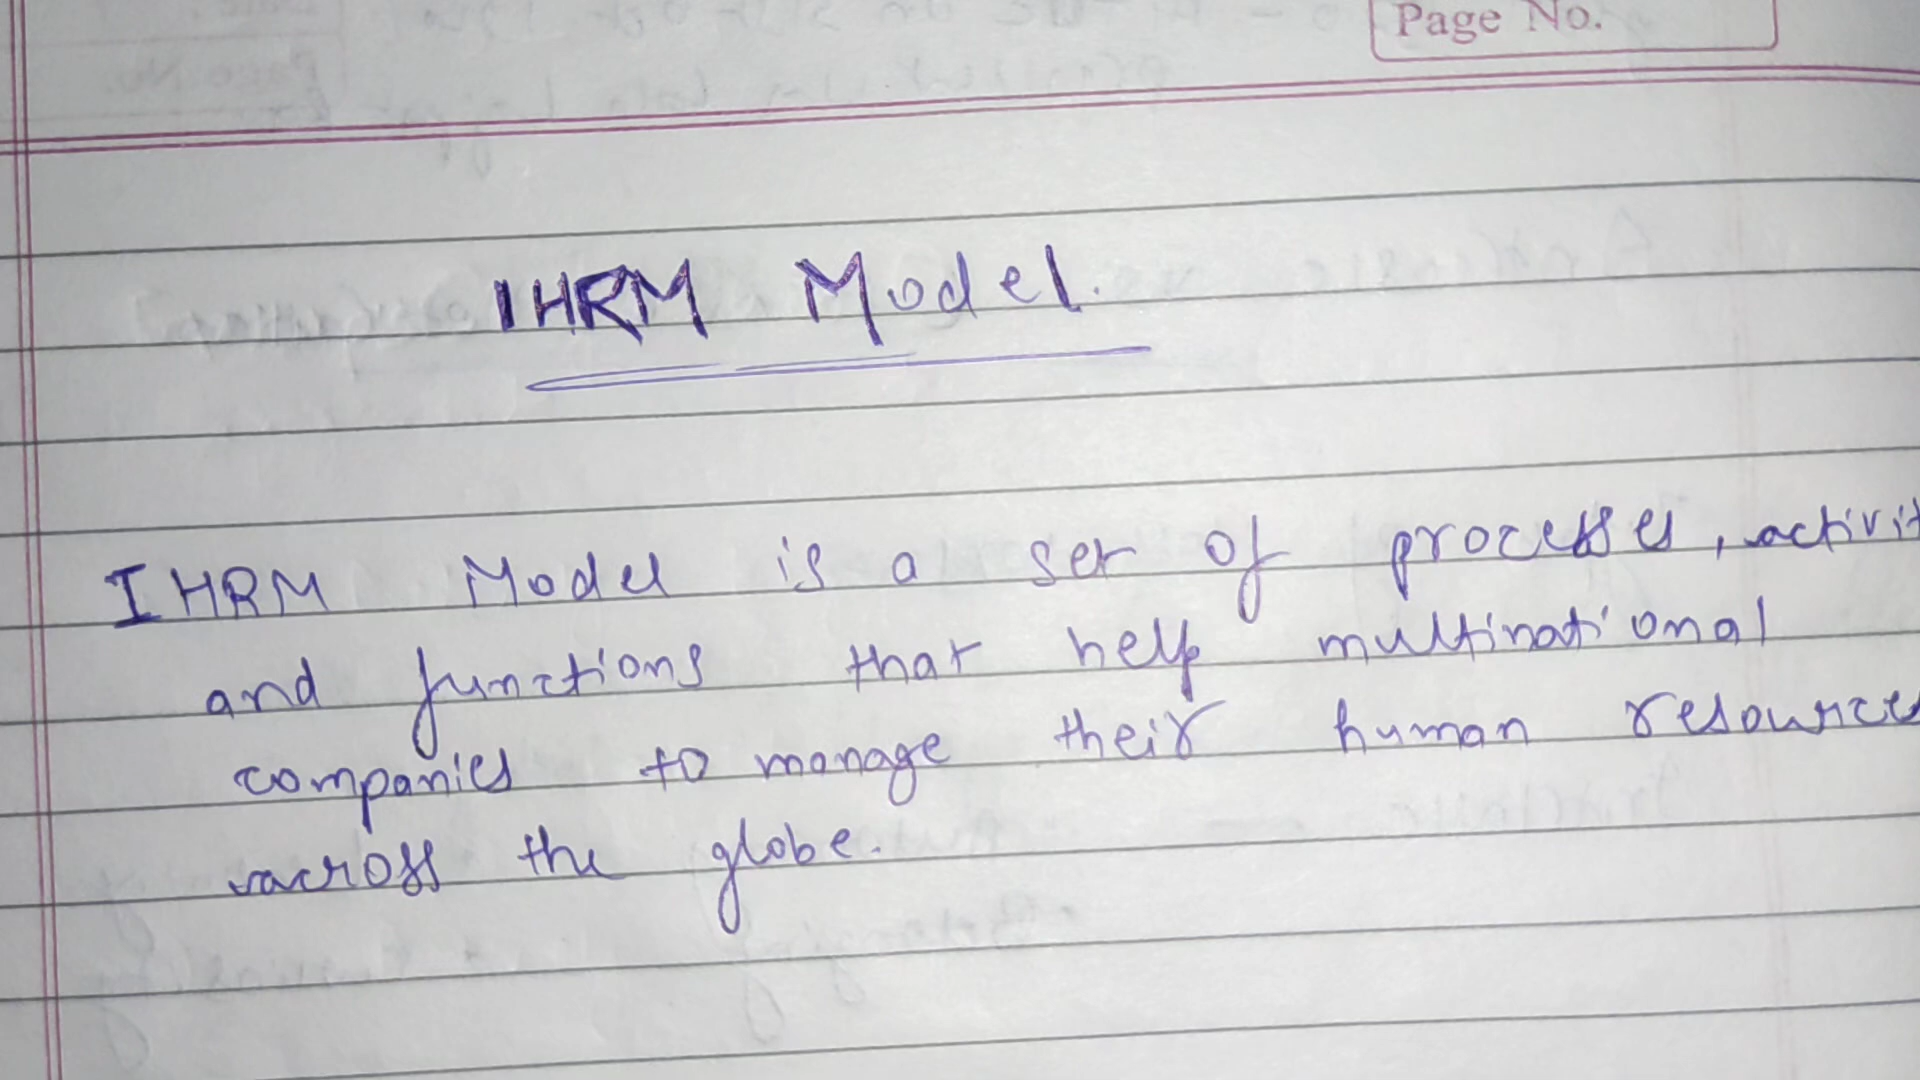 Page No.
IHRM Model.
IHRM Model is a set of processes, activit
and functions that help multinational
companies to manage their human resources
across the globe.